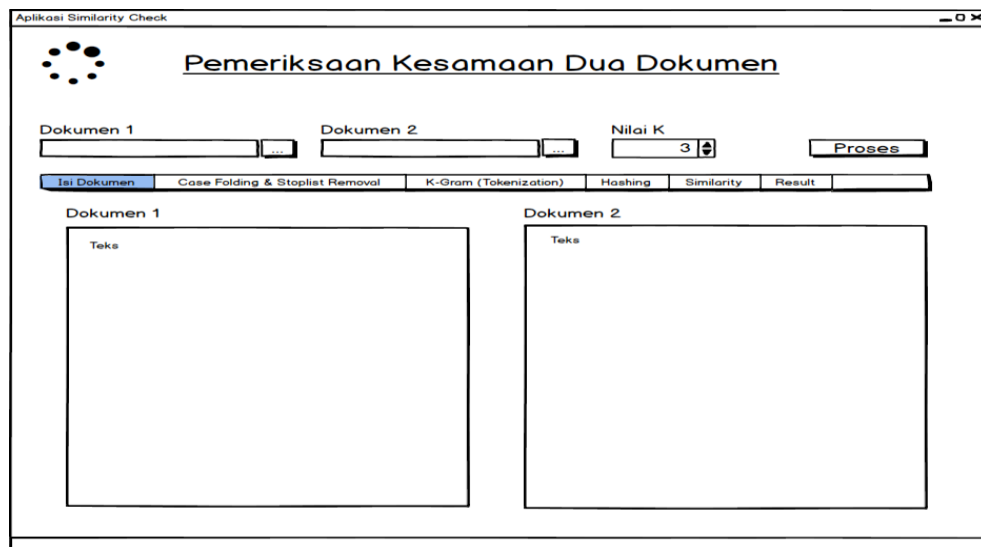 Aplikasi Similarity Check
Pemeriksaan Kesamaan Dua Dokumen
Dokumen 1 Dokumen 2 Nilai K
... ... 3 Proses
Isi Dokumen Case Folding & Stoplist Removal K-Gram (Tokenization) Hashing Similarity Result
Dokumen 1 Dokumen 2
Teks Teks